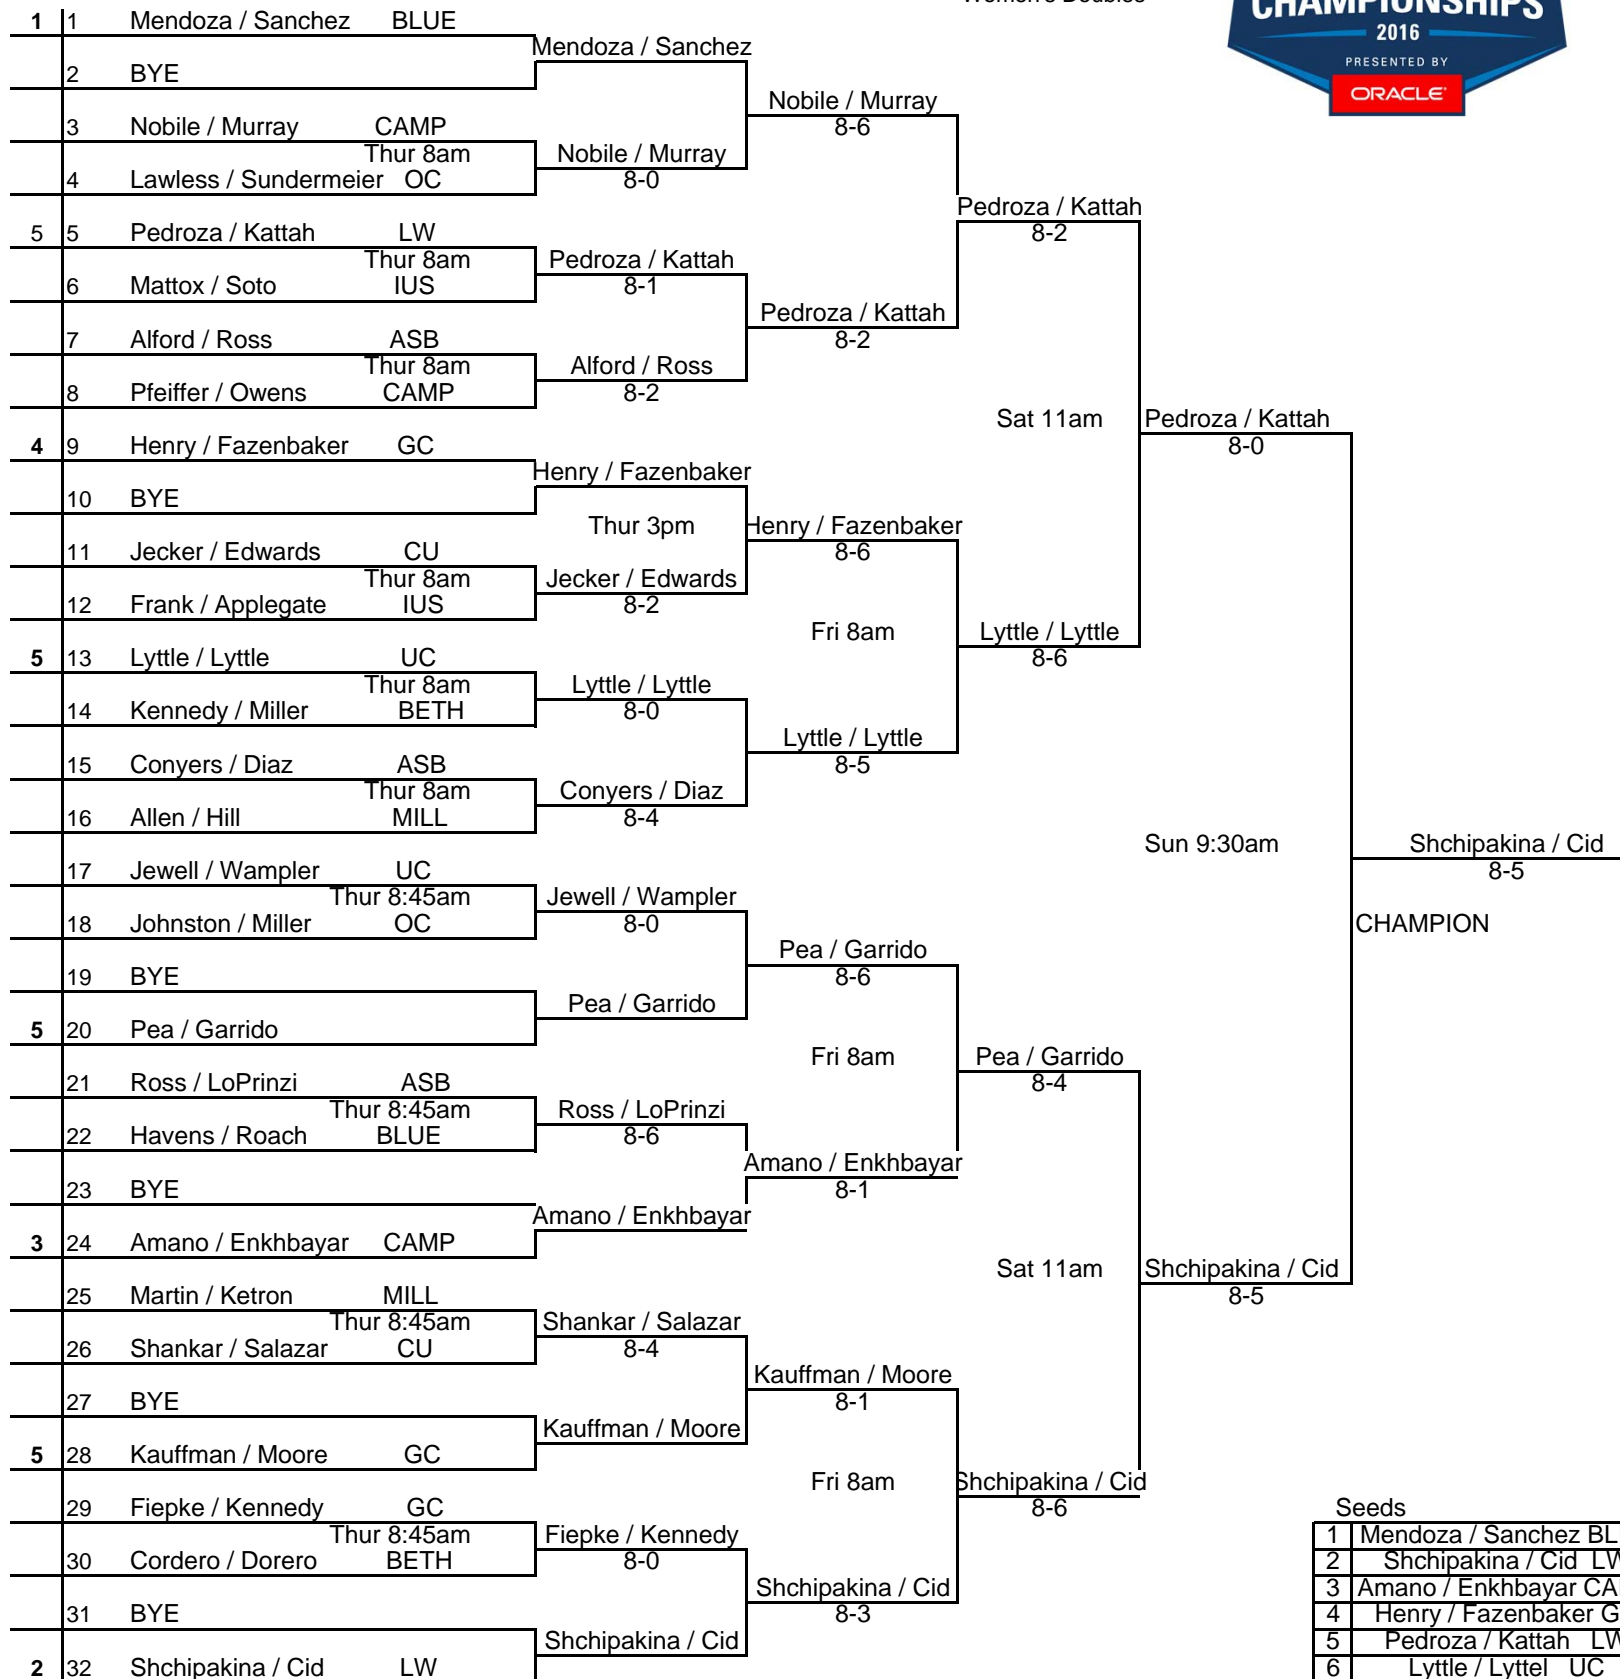 Women's Doubles
CHAMPIONSHIPS
2016
PRESENTED BY
ORACLE
1 1 Mendoza / Sanchez BLUE
Mendoza / Sanchez
2 BYE
Nobile / Murray
8-6
3 Nobile / Murray CAMP
Thur 8am
Nobile / Murray
8-0
4 Lawless / Sundermeier OC
Pedroza / Kattah
8-2
5 5 Pedroza / Kattah LW
Thur 8am
Pedroza / Kattah
8-1
6 Mattox / Soto IUS
Pedroza / Kattah
8-2
7 Alford / Ross ASB
Thur 8am
Alford / Ross
8-2
8 Pfeiffer / Owens CAMP
Sat 11am
Pedroza / Kattah
8-0
4 9 Henry / Fazenbaker GC
Henry / Fazenbaker
10 BYE
Thur 3pm
Henry / Fazenbaker
8-6
11 Jecker / Edwards CU
Thur 8am
Jecker / Edwards
8-2
12 Frank / Applegate IUS
Fri 8am
Lyttle / Lyttle
8-6
5 13 Lyttle / Lyttle UC
Thur 8am
Lyttle / Lyttle
8-0
14 Kennedy / Miller BETH
Lyttle / Lyttle
8-5
15 Conyers / Diaz ASB
Thur 8am
Conyers / Diaz
8-4
16 Allen / Hill MILL
Sun 9:30am
Shchipakina / Cid
8-5
CHAMPION
17 Jewell / Wampler UC
Thur 8:45am
Jewell / Wampler
8-0
18 Johnston / Miller OC
Pea / Garrido
8-6
19 BYE
Pea / Garrido
5 20 Pea / Garrido
Fri 8am
Pea / Garrido
8-4
21 Ross / LoPrinzi ASB
Thur 8:45am
Ross / LoPrinzi
8-6
22 Havens / Roach BLUE
Amano / Enkhbayar
8-1
23 BYE
Amano / Enkhbayar
3 24 Amano / Enkhbayar CAMP
Sat 11am
Shchipakina / Cid
8-5
25 Martin / Ketron MILL
Thur 8:45am
Shankar / Salazar
8-4
26 Shankar / Salazar CU
Kauffman / Moore
8-1
27 BYE
Kauffman / Moore
5 28 Kauffman / Moore GC
Fri 8am
Shchipakina / Cid
8-6
29 Fiepke / Kennedy GC
Thur 8:45am
Fiepke / Kennedy
8-0
30 Cordero / Dorero BETH
Shchipakina / Cid
8-3
31 BYE
Shchipakina / Cid
2 32 Shchipakina / Cid LW
Seeds
1 Mendoza / Sanchez BL
2 Shchipakina / Cid LW
3 Amano / Enkhbayar CA
4 Henry / Fazenbaker G
5 Pedroza / Kattah LW
6 Lyttle / Lyttel UC